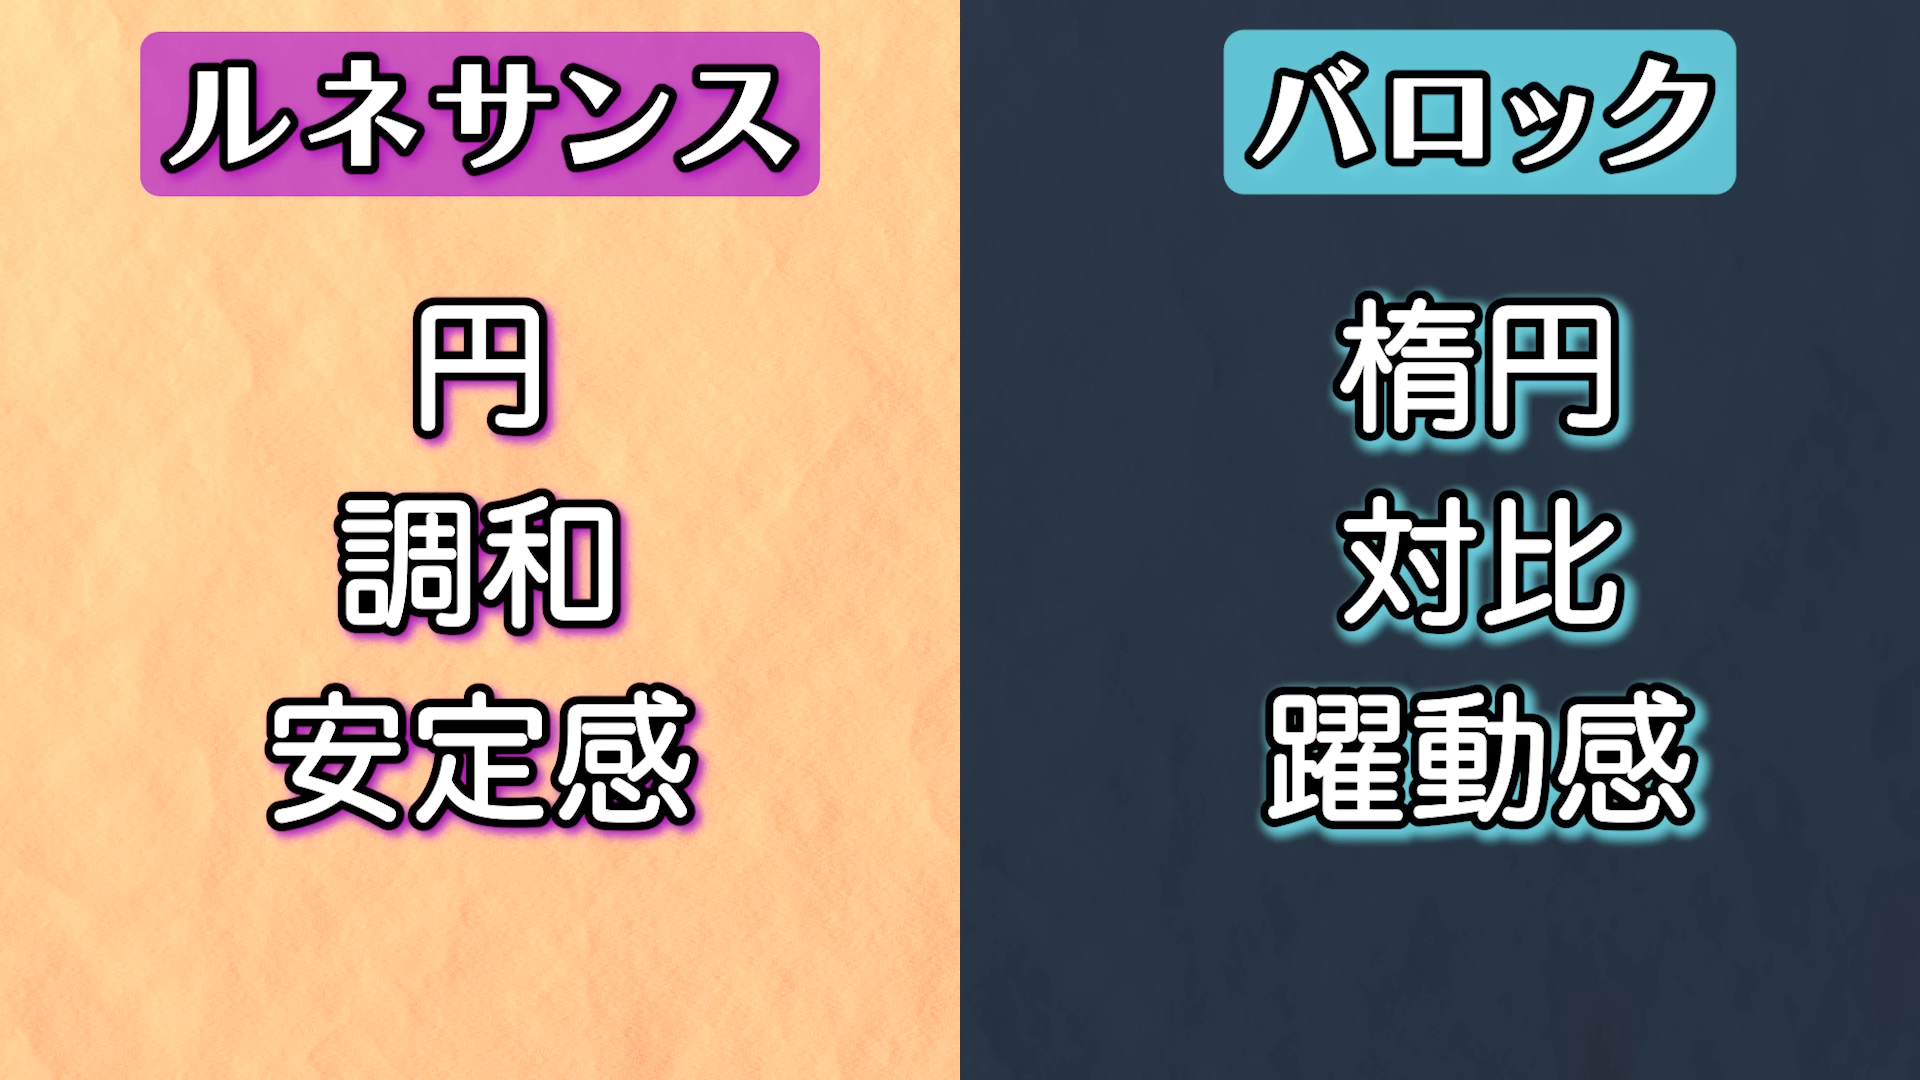 ルネサンス
円
調和
安定感
バロック
楕円
対比
躍動感